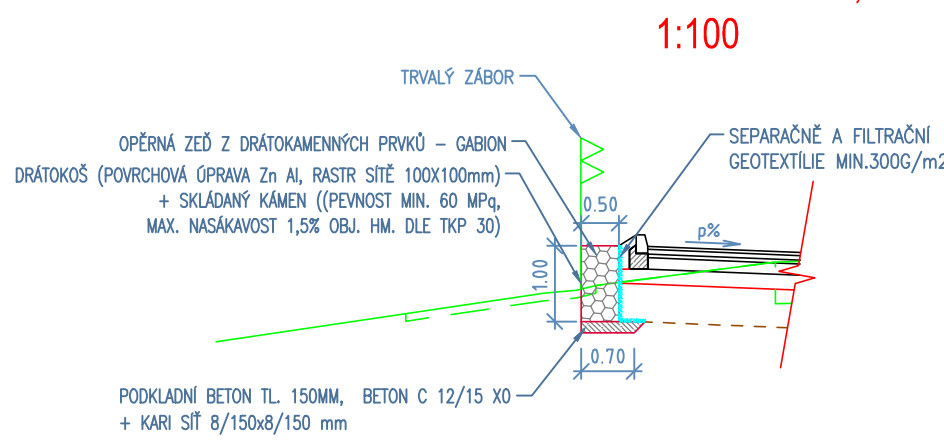 1:100
TRVALÝ ZÁBOR
OPĚRNÁ ZEĎ Z DRÁTOKAMENNÝCH PRVKŮ – GABION
DRÁTOKOŠ (POVRCHOVÁ ÚPRAVA Zn Al, RASTR SÍTĚ 100X100mm)
+ SKLÁDANÝ KÁMEN ((PEVNOST MIN. 60 MPq,
MAX. NASÁKAVOST 1,5% OBJ. HM. DLE TKP 30)
SEPARAČNĚ A FILTRAČNÍ
GEOTEXTÍLIE MIN.300G/m2
0.50
p%
1.00
0.70
PODKLADNÍ BETON TL. 150MM, BETON C 12/15 X0
+ KARI SÍŤ 8/150x8/150 mm